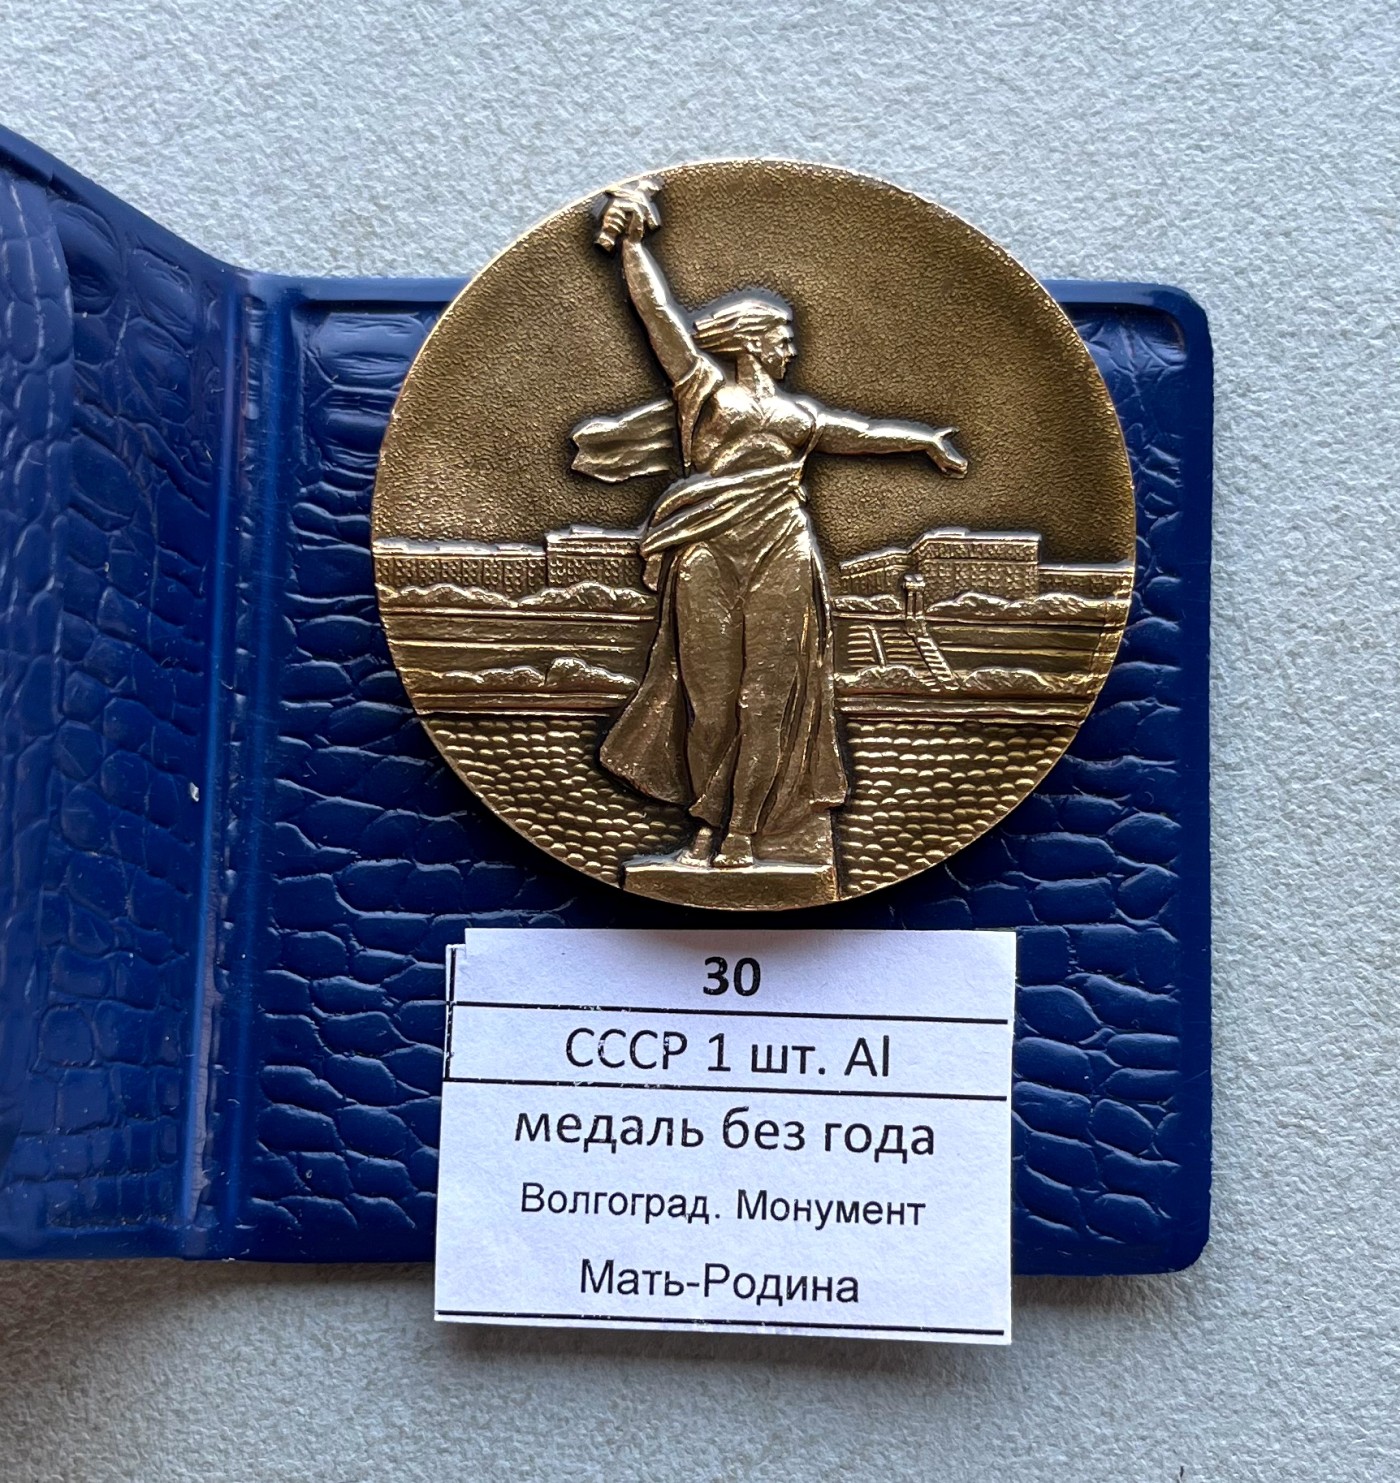 30
СССР 1 шт. Al
медаль без года
Волгоград. Монумент
Мать-Родина